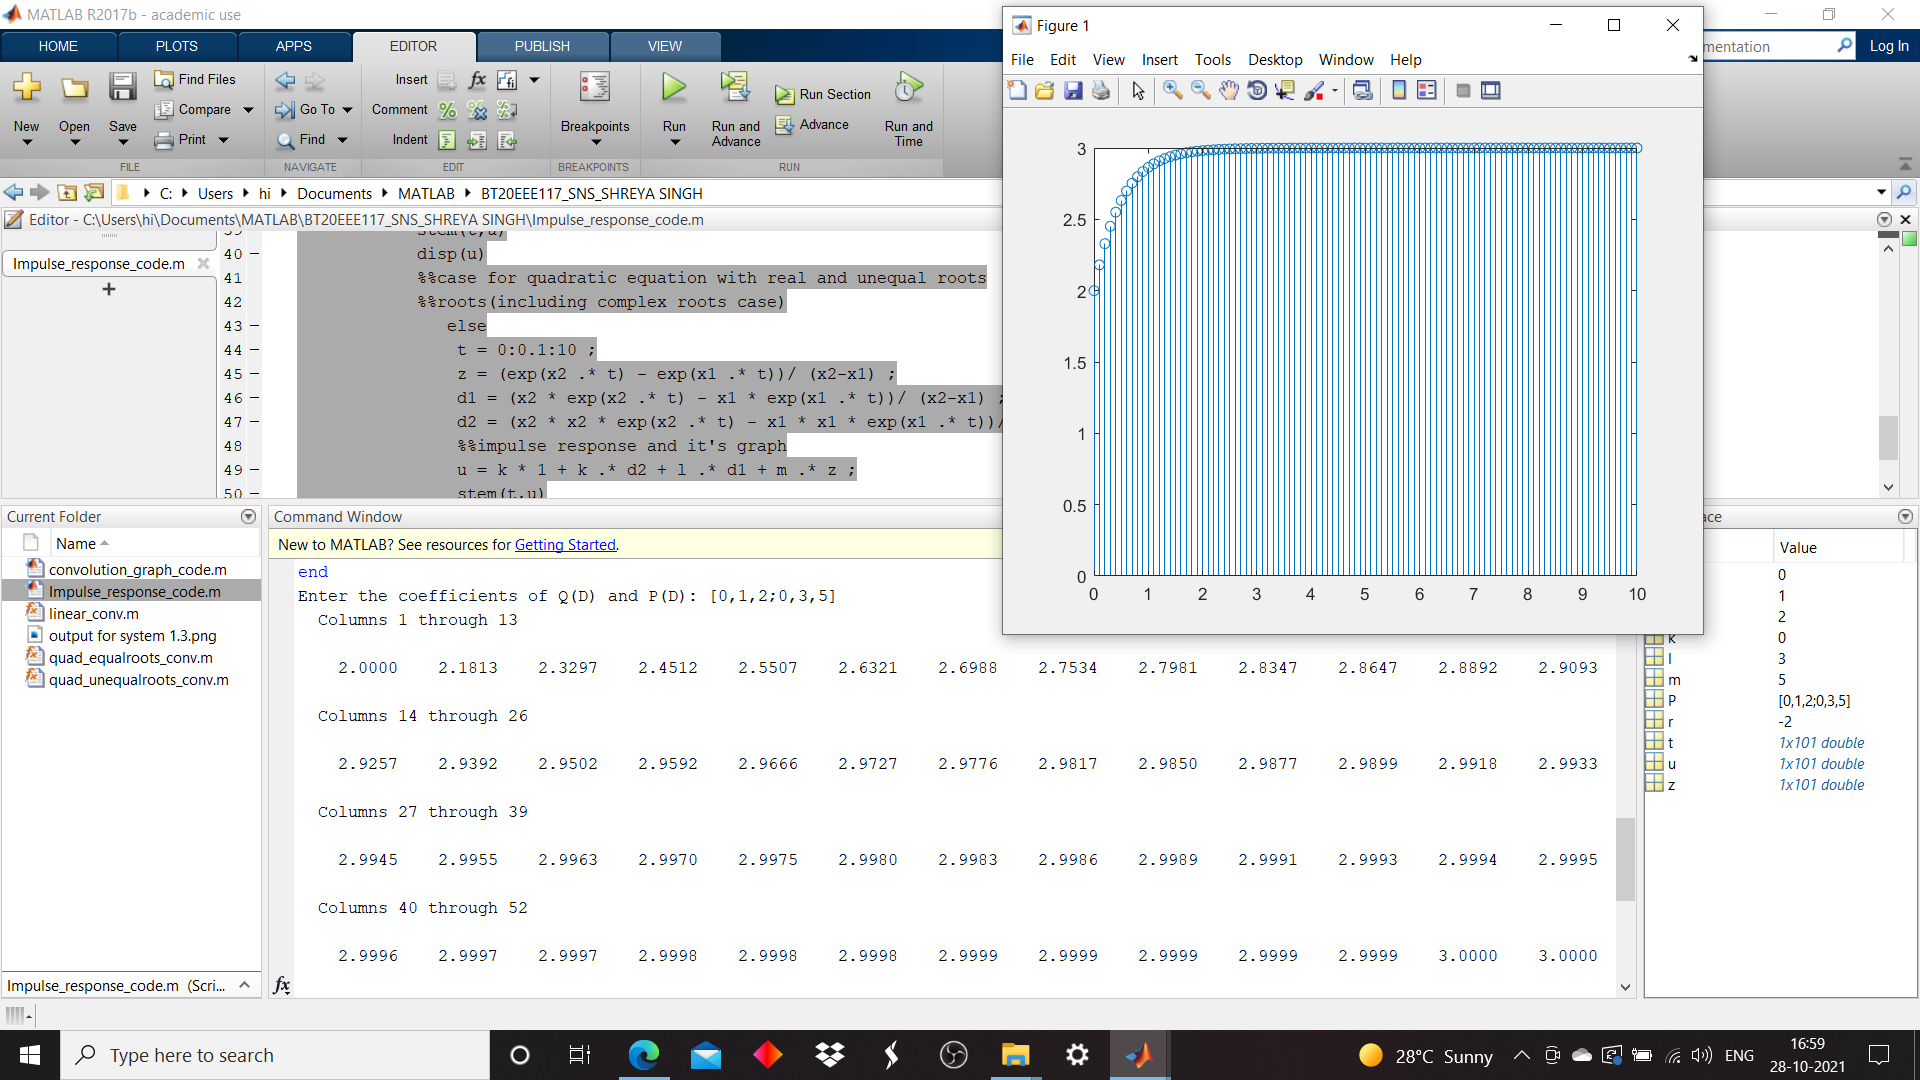 MATLAB R2017b - academic use
HOME PLOTS APPS EDITOR PUBLISH VIEW
mentation Log In
New Open Save Find Files Compare Print
Go To Find
Insert fx
Comment
Indent
Breakpoints
Run Run and Advance Run Section Advance Run and Time
FILE NAVIGATE EDIT BREAKPOINTS RUN
C: Users hi Documents MATLAB BT20EEE117_SNS_SHREYA SINGH
Editor - C:\Users\hi\Documents\MATLAB\BT20EEE117_SNS_SHREYA SINGH\Impulse_response_code.m
Impulse_response_code.m
+
39 stem(t,u)
40 disp(u)
41 %%case for quadratic equation with real and unequal roots
42 %%roots(including complex roots case)
43 else
44 t = 0:0.1:10 ;
45 z = (exp(x2 .* t) - exp(x1 .* t))/ (x2-x1) ;
46 d1 = (x2 * exp(x2 .* t) - x1 * exp(x1 .* t))/ (x2-x1) ;
47 d2 = (x2 * x2 * exp(x2 .* t) - x1 * x1 * exp(x1 .* t))/
48 %%impulse response and it's graph
49 u = k * 1 + k .* d2 + l .* d1 + m .* z ;
50 stem(t,u)
Figure 1
File Edit View Insert Tools Desktop Window Help
3
2.5
2
1.5
1
0.5
0
0 1 2 3 4 5 6 7 8 9 10
Current Folder
Name
convolution_graph_code.m
Impulse_response_code.m
linear_conv.m
output for system 1.3.png
quad_equalroots_conv.m
quad_unequalroots_conv.m
Impulse_response_code.m (Scri...
Command Window
New to MATLAB? See resources for Getting Started.
end
Enter the coefficients of Q(D) and P(D): [0,1,2;0,3,5]
Columns 1 through 13
2.0000 2.1813 2.3297 2.4512 2.5507 2.6321 2.6988 2.7534 2.7981 2.8347 2.8647 2.8892 2.9093
Columns 14 through 26
2.9257 2.9392 2.9502 2.9592 2.9666 2.9727 2.9776 2.9817 2.9850 2.9877 2.9899 2.9918 2.9933
Columns 27 through 39
2.9945 2.9955 2.9963 2.9970 2.9975 2.9980 2.9983 2.9986 2.9989 2.9991 2.9993 2.9994 2.9995
Columns 40 through 52
2.9996 2.9997 2.9997 2.9998 2.9998 2.9998 2.9999 2.9999 2.9999 2.9999 2.9999 3.0000 3.0000
fx
ace
Value
0
1
2
k 0
l 3
m 5
P [0,1,2;0,3,5]
r -2
t 1x101 double
u 1x101 double
z 1x101 double
Type here to search
28°C Sunny
ENG
16:59
28-10-2021